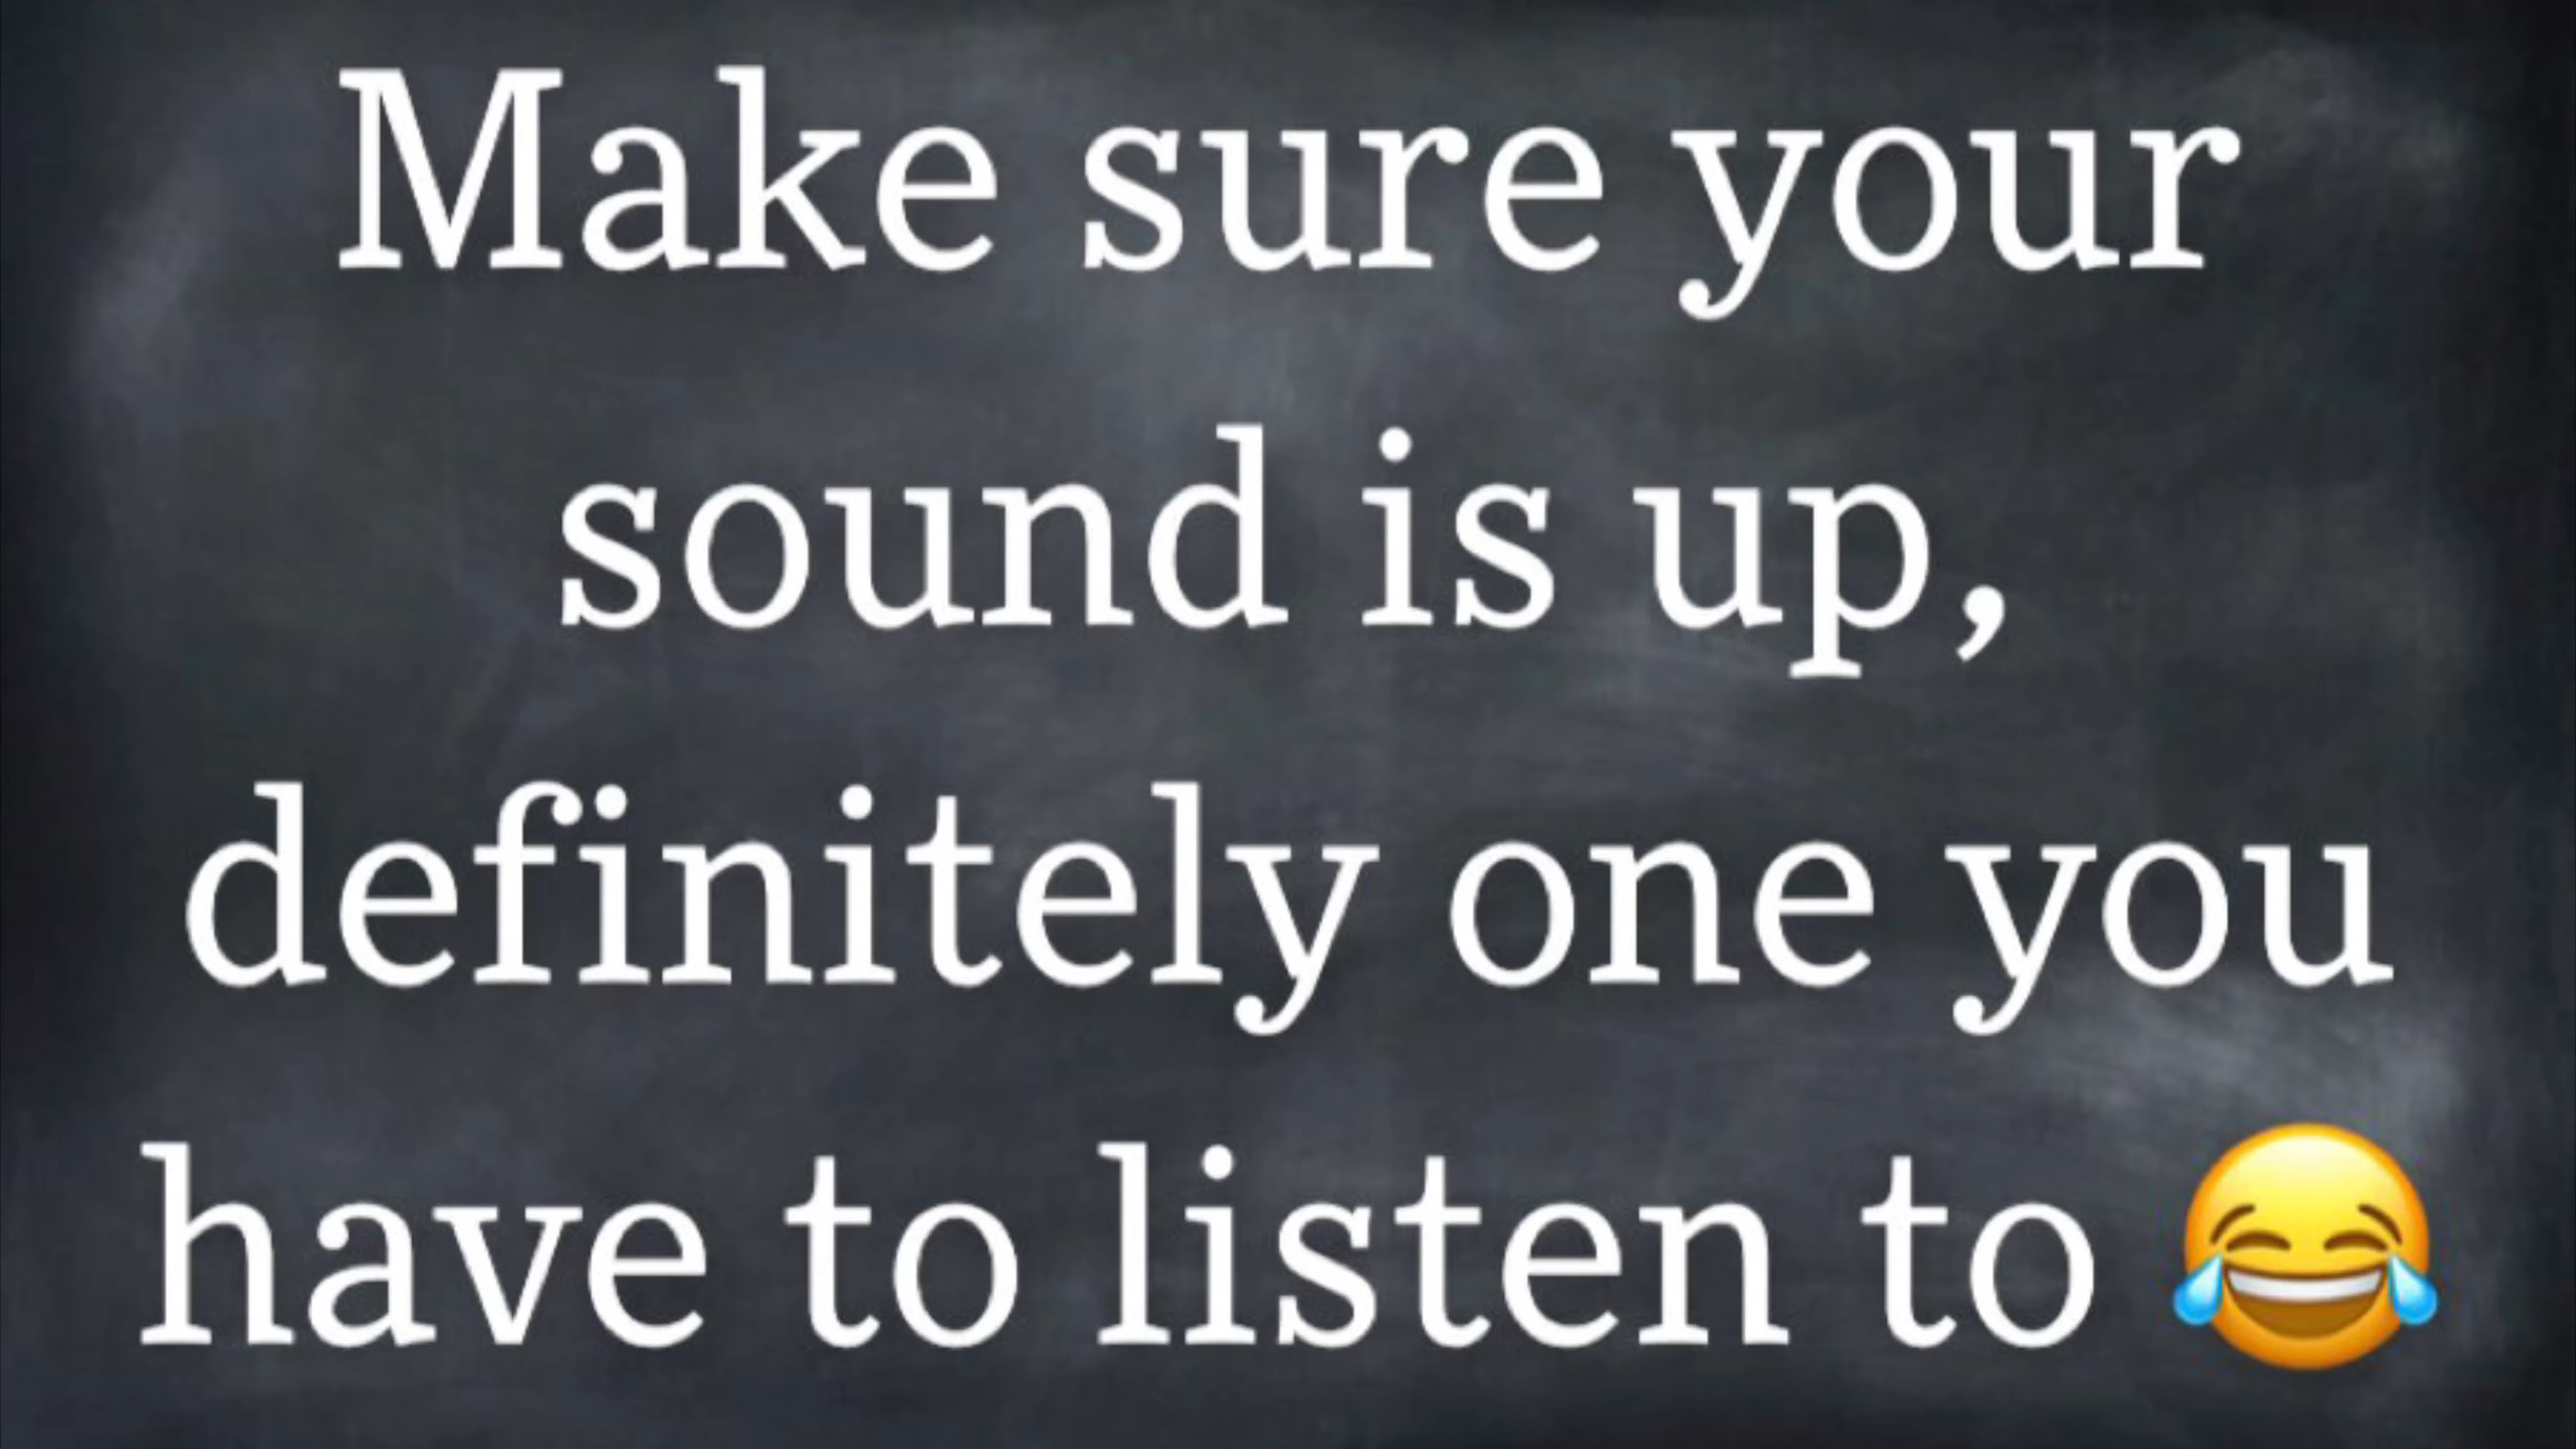 Make sure your
sound is up,
definitely one you
have to listen to 😂